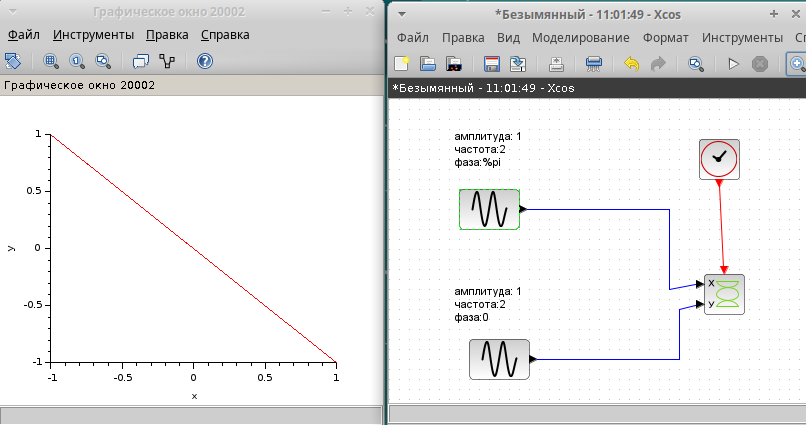 Графическое окно 20002
Файл Инструменты Правка Справка
Графическое окно 20002
1
0.5
0
-0.5
-1
y
-1 -0.5 0 0.5 1
x
*Безымянный - 11:01:49 - Xcos
Файл Правка Вид Моделирование Формат Инструменты Сп
*Безымянный - 11:01:49 - Xcos
амплитуда: 1
частота:2
фаза:%pi
X
У
амплитуда: 1
частота:2
фаза:0